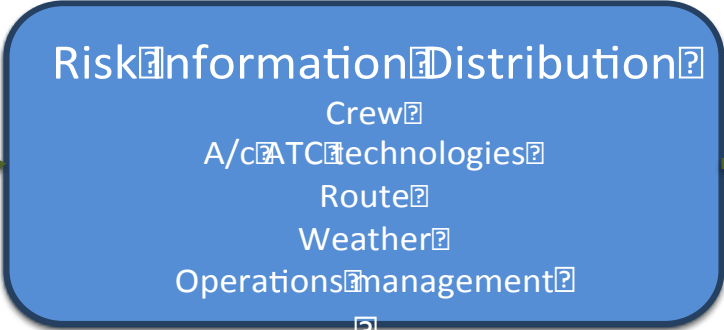 Risk Information Distribution
Crew
A/c ATC technologies
Route
Weather
Operations management